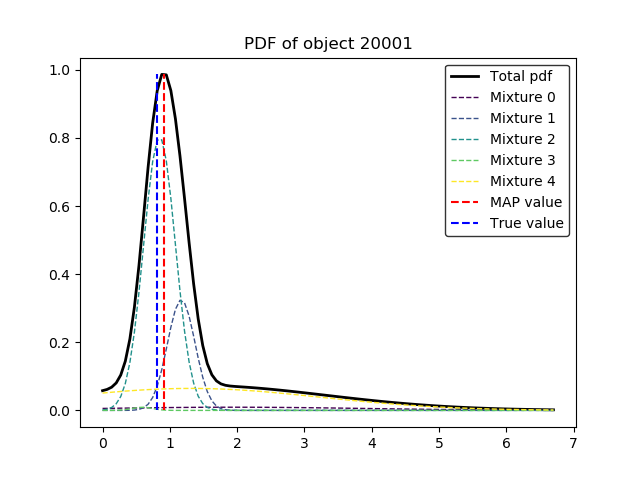 PDF of object 20001
1.0
0.8
0.6
0.4
0.2
0.0
0 1 2 3 4 5 6 7
Total pdf
Mixture 0
Mixture 1
Mixture 2
Mixture 3
Mixture 4
MAP value
True value